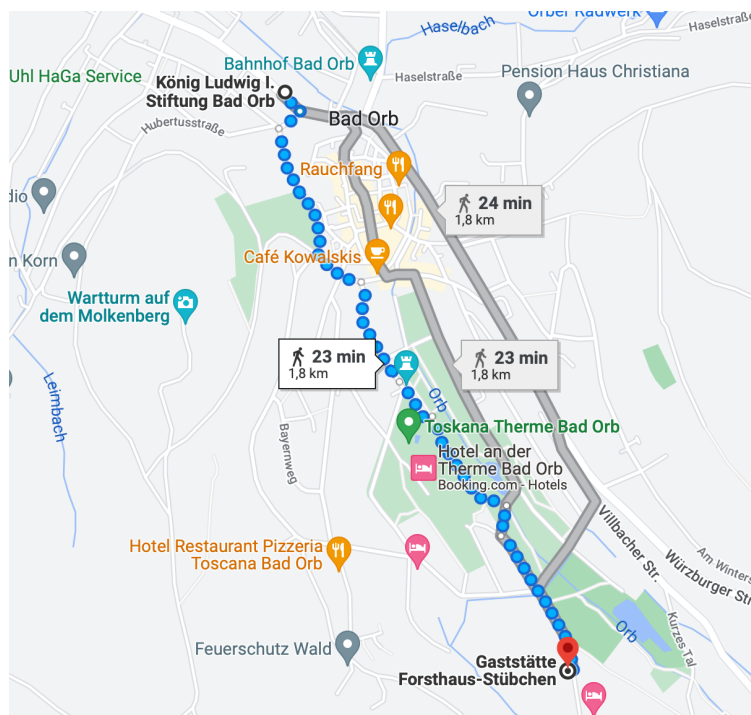 Orber Radwerk
Haselbach
Haselstraße
Bahnhof Bad Orb
Haselstraße
Uhl HaGa Service
König Ludwig I.
Stiftung Bad Orb
Pension Haus Christiana
Bad Orb
Hubertusstraße
Rauchfang
dio
24 min
1,8 km
n Korn
Café Kowalskis
Wartturm auf
dem Molkenberg
23 min
1,8 km
23 min
1,8 km
Leimbach
Orb
Toskana Therme Bad Orb
Bayernweg
Hotel an der
Therme Bad Orb
Booking.com - Hotels
Villbacher Str.
Hotel Restaurant Pizzeria
Toscana Bad Orb
Am Winters
Würzburger Str
Orb
Kurzes Tal
Feuerschutz Wald
Gaststätte
Forsthaus-Stübchen